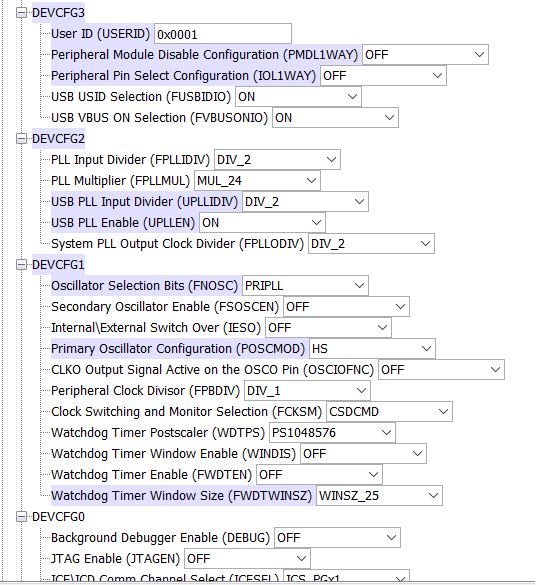 DEVCFG3
User ID (USERID) 0x0001
Peripheral Module Disable Configuration (PMDL1WAY) OFF
Peripheral Pin Select Configuration (IOL1WAY) OFF
USB USID Selection (FUSBIDIO) ON
USB VBUS ON Selection (FVBUSONIO) ON
DEVCFG2
PLL Input Divider (FPLLIDIV) DIV_2
PLL Multiplier (FPLLMUL) MUL_24
USB PLL Input Divider (UPLLIDIV) DIV_2
USB PLL Enable (UPLLEN) ON
System PLL Output Clock Divider (FPLLODIV) DIV_2
DEVCFG1
Oscillator Selection Bits (FNOSC) PRIPLL
Secondary Oscillator Enable (FSOSCEN) OFF
Internal\External Switch Over (IESO) OFF
Primary Oscillator Configuration (POSCMOD) HS
CLKO Output Signal Active on the OSCO Pin (OSCIOFNC) OFF
Peripheral Clock Divisor (FPBDIV) DIV_1
Clock Switching and Monitor Selection (FCKSM) CSDCMD
Watchdog Timer Postscaler (WDTPS) PS1048576
Watchdog Timer Window Enable (WINDIS) OFF
Watchdog Timer Enable (FWDTEN) OFF
Watchdog Timer Window Size (FWDTWINSZ) WINSZ_25
DEVCFG0
Background Debugger Enable (DEBUG) OFF
JTAG Enable (JTAGEN) OFF
ICE/ICD Comm Channel Select (ICESEL) ICS_PGx1